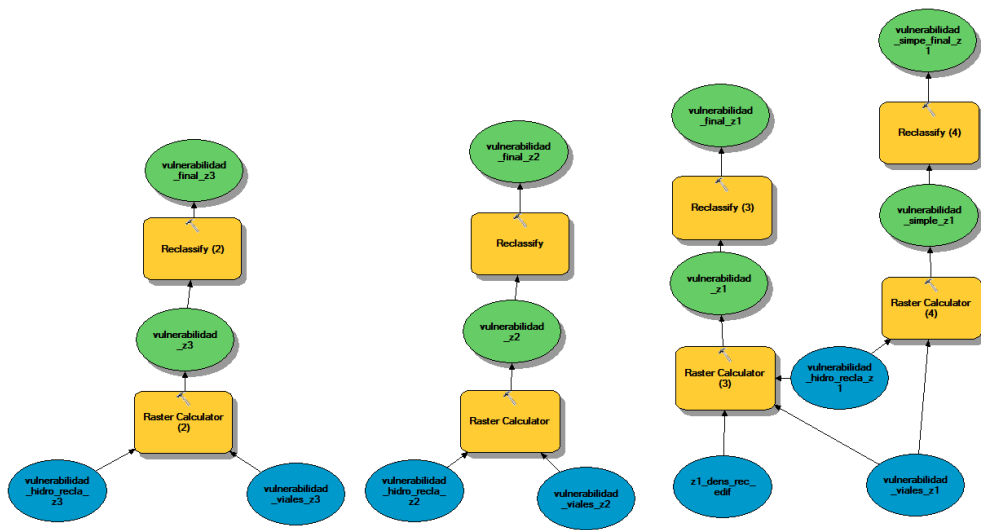 vulnerabilidad
_simpe_final_z
1
vulnerabilidad
_final_z1
Reclassify (4)
vulnerabilidad
_final_z2
vulnerabilidad
_final_z3
Reclassify (3)
vulnerabilidad
_simple_z1
Reclassify (2)
Reclassify
vulnerabilidad
_z1
Raster Calculator
(4)
vulnerabilidad
_z3
vulnerabilidad
_z2
Raster Calculator
(3)
vulnerabilidad
_hidro_recla_z
1
Raster Calculator
(2)
Raster Calculator
vulnerabilidad
_hidro_recla_
z3
vulnerabilidad
_viales_z3
vulnerabilidad
_hidro_recla_
z2
vulnerabilidad
_viales_z2
z1_dens_rec_
edif
vulnerabilidad
_viales_z1